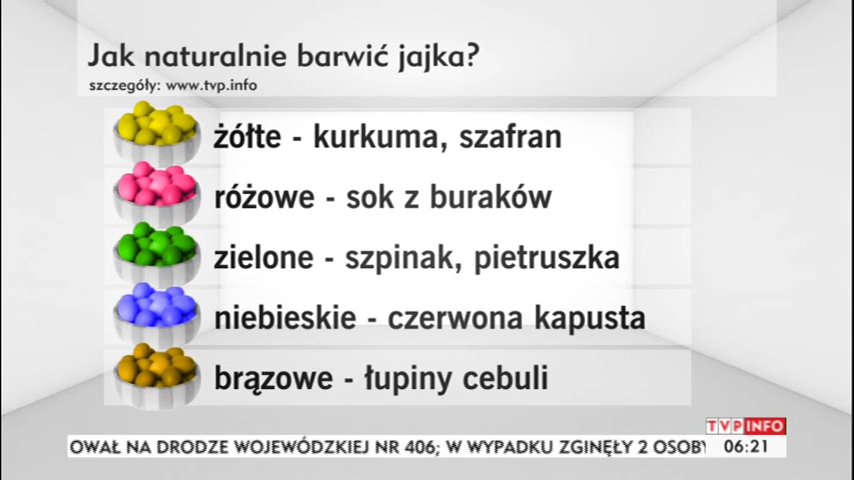 Jak naturalnie barwić jajka?
szczegóły: www.tvp.info
żółte - kurkuma, szafran
różowe - sok z buraków
zielone - szpinak, pietruszka
niebieskie - czerwona kapusta
brązowe - łupiny cebuli
TVP INFO
OWAŁ NA DRODZE WOJEWÓDZKIEJ NR 406; W WYPADKU ZGINĘŁY 2 OSOBY
06:21